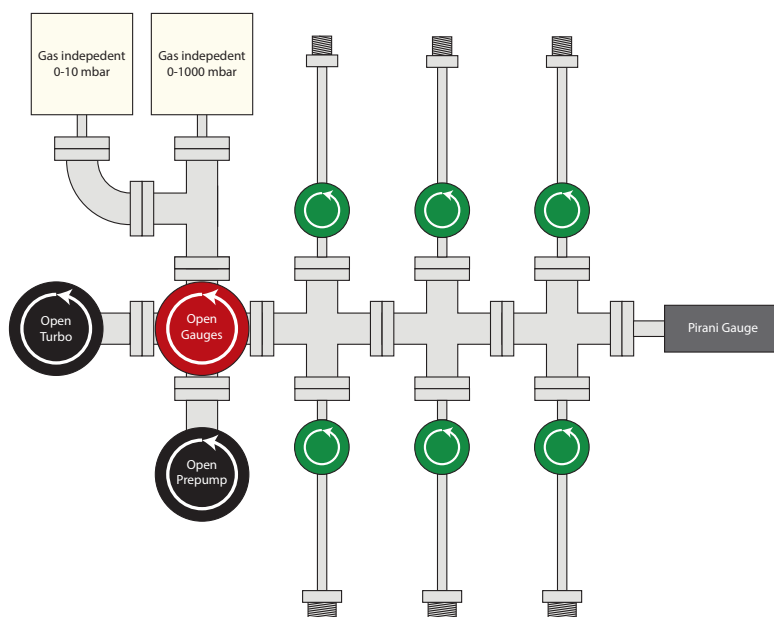 Gas indepedent
0-10 mbar
Gas indepedent
0-1000 mbar
Open
Turbo
Open
Gauges
Pirani Gauge
Open
Prepump